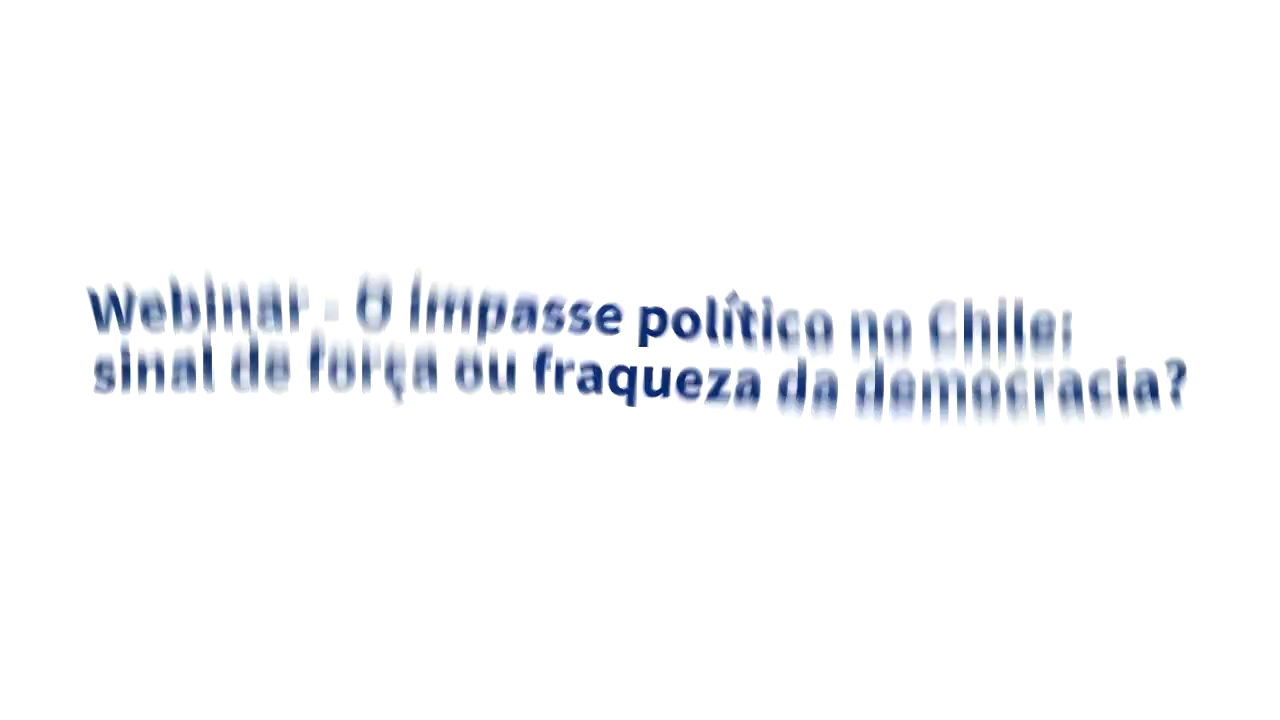 Webinar - O impasse político no Chile:
sinal de força ou fraqueza da democracia?